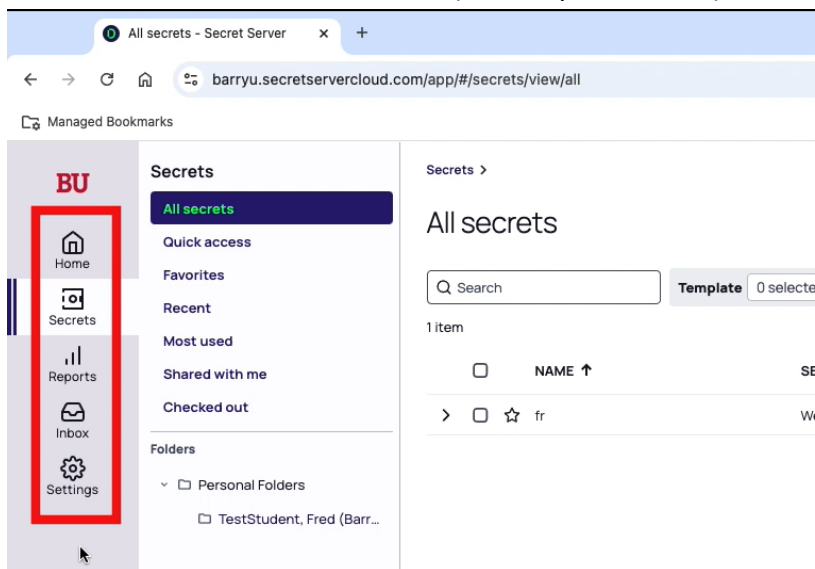 All secrets - Secret Server
barryu.secretservercloud.com/app/#/secrets/view/all
Managed Bookmarks
BU
Home
Secrets
Reports
Inbox
Settings
Secrets
All secrets
Quick access
Favorites
Recent
Most used
Shared with me
Checked out
Folders
Personal Folders
TestStudent, Fred (Barr...
Secrets >
All secrets
Search
Template 0 selecte
1 item
NAME
fr